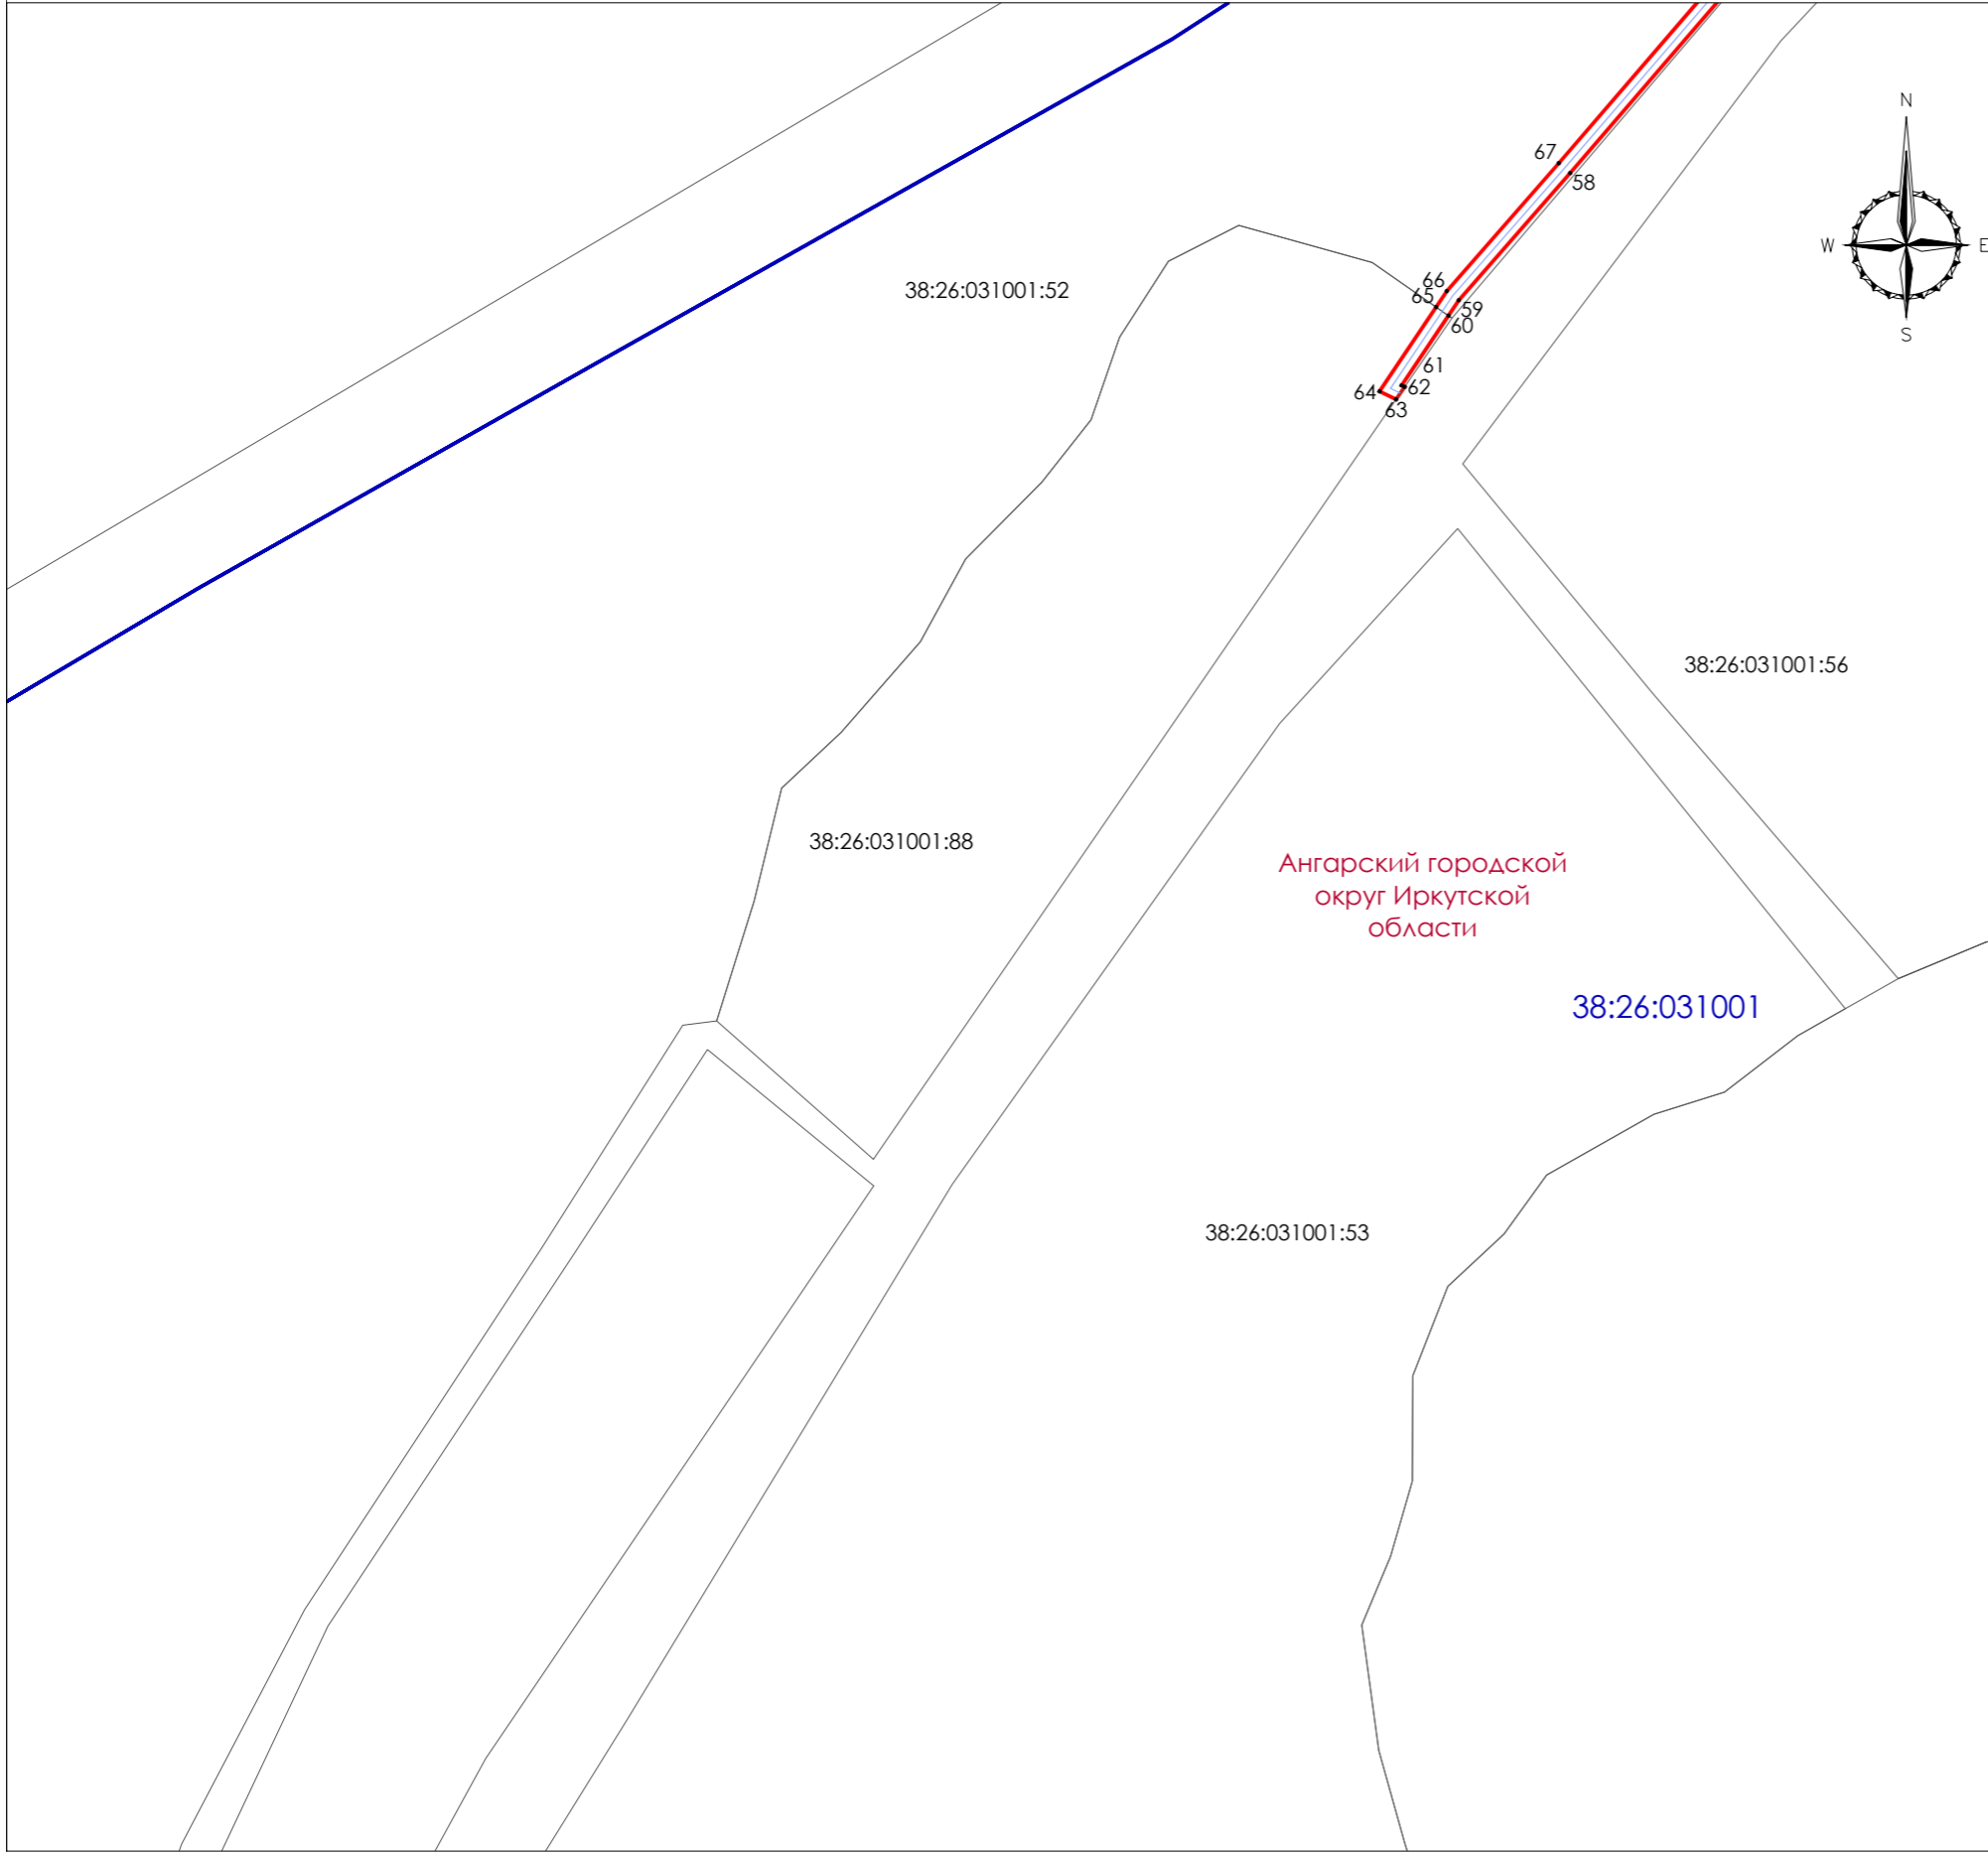 N
67
58
W
E
66
38:26:031001:52
65
59
60
S
61
62
64
63
38:26:031001:56
38:26:031001:88
Ангарский городской
округ Иркутской
области
38:26:031001
38:26:031001:53